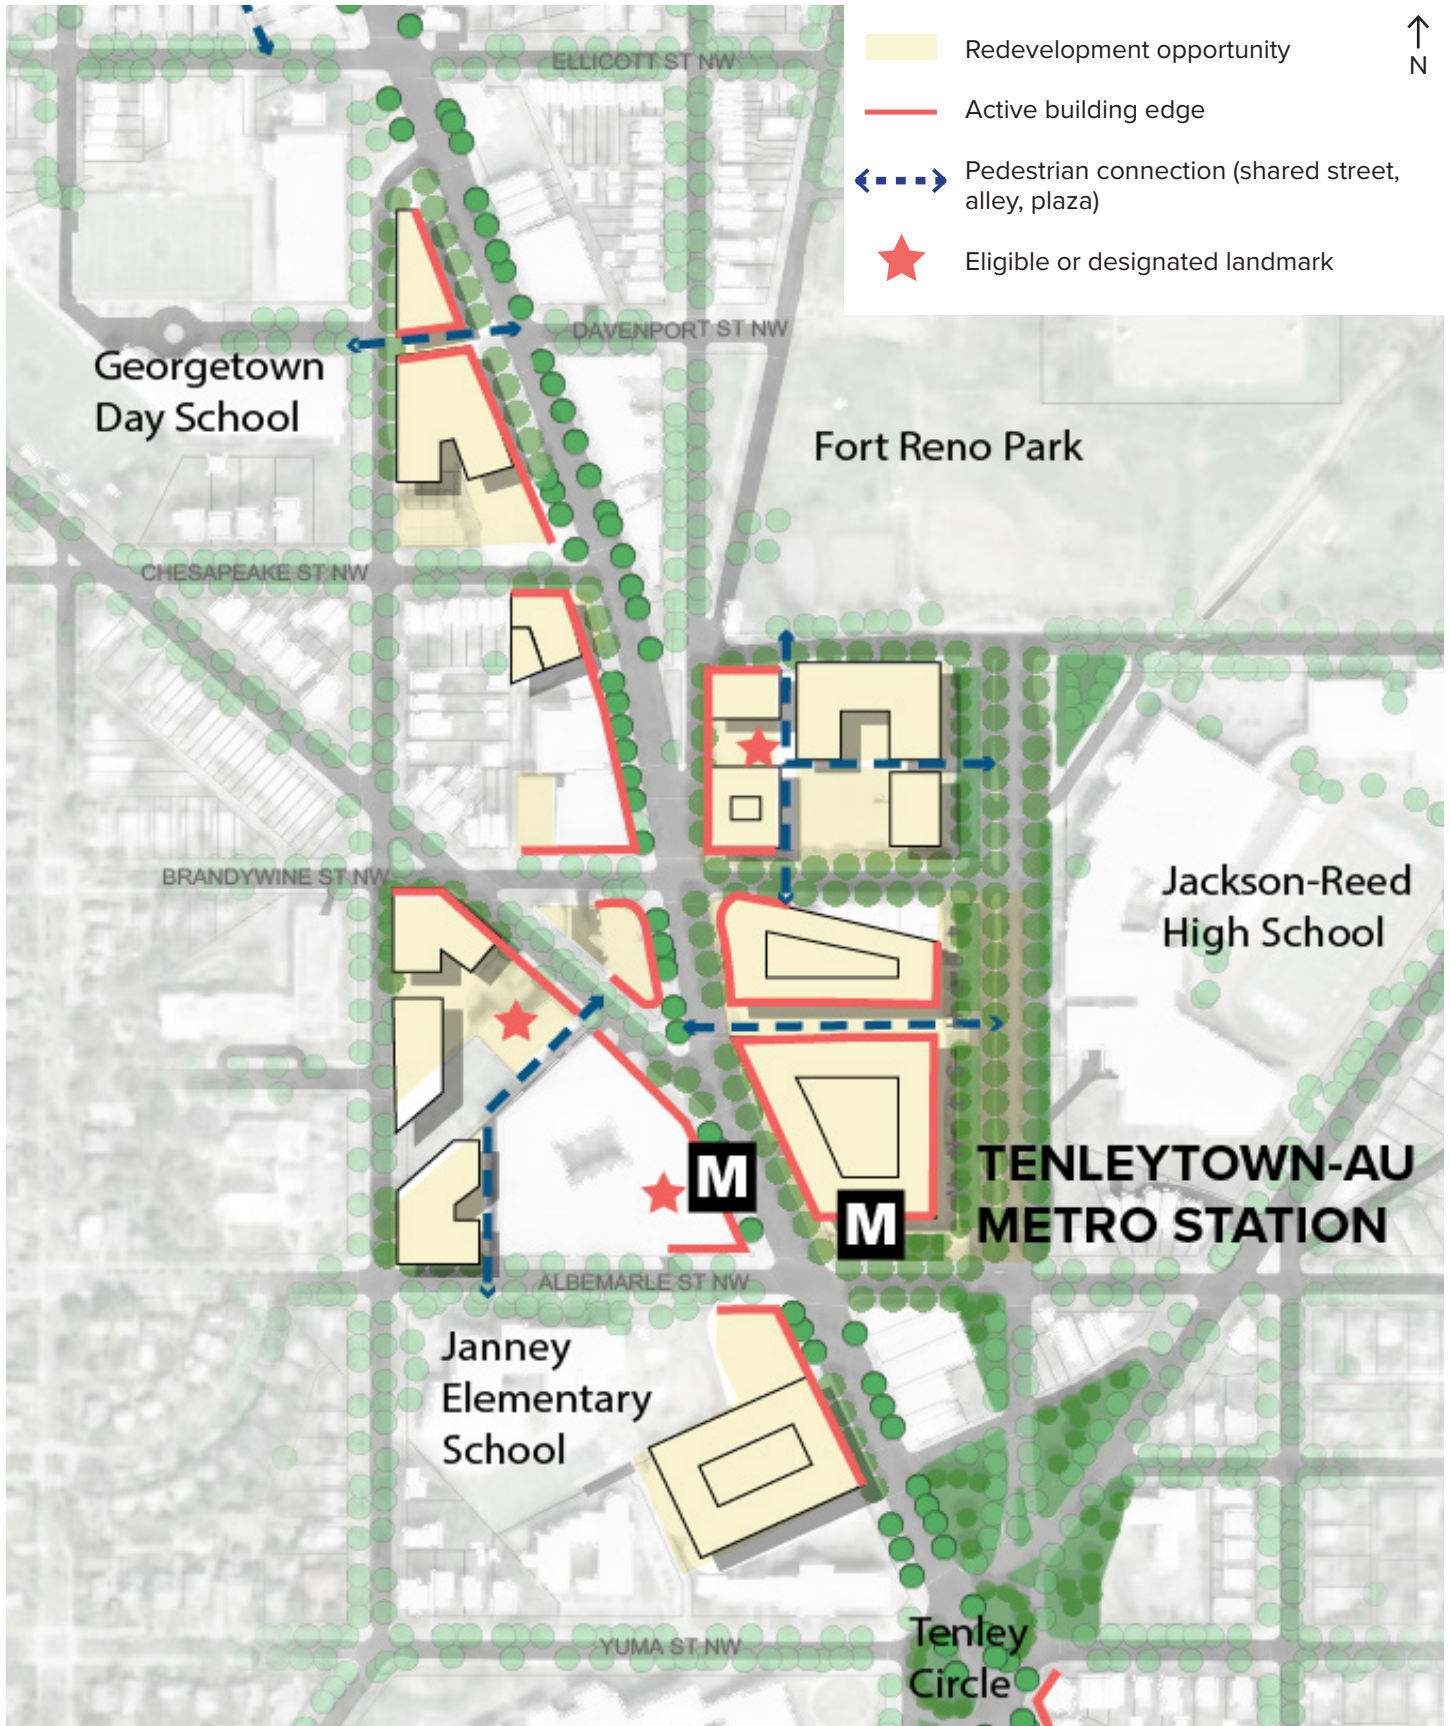 Redevelopment opportunity
N
Active building edge
Pedestrian connection (shared street,
alley, plaza)
Eligible or designated landmark
ELLICOTT ST NW
DAVENPORT ST NW
Georgetown
Day School
Fort Reno Park
CHESAPEAKE ST NW
BRANDYWINE ST NW
Jackson-Reed
High School
M
M
TENLEYTOWN-AU
METRO STATION
ALBEMARLE ST NW
Janney
Elementary
School
Tenley
Circle
YUMA ST NW